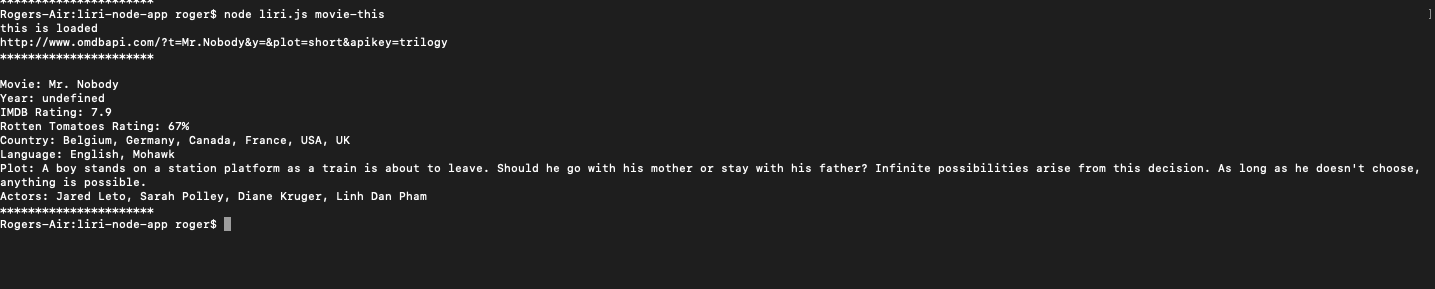 ***********************
Rogers-Air:liri-node-app roger$ node liri.js movie-this
this is loaded
http://www.omdbapi.com/?t=Mr.Nobody&y=&plot=short&apikey=trilogy
***********************
Movie: Mr. Nobody
Year: undefined
IMDB Rating: 7.9
Rotten Tomatoes Rating: 67%
Country: Belgium, Germany, Canada, France, USA, UK
Language: English, Mohawk
Plot: A boy stands on a station platform as a train is about to leave. Should he go with his mother or stay with his father? Infinite possibilities arise from this decision. As long as he doesn't choose,
anything is possible.
Actors: Jared Leto, Sarah Polley, Diane Kruger, Linh Dan Pham
***********************
Rogers-Air:liri-node-app roger$